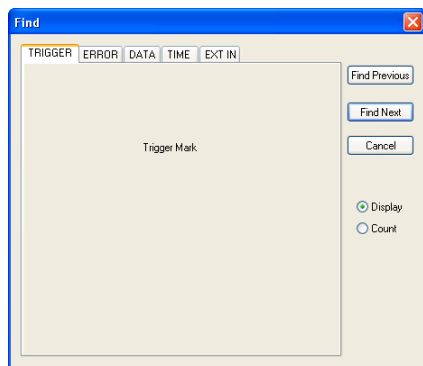 Find
TRIGGER ERROR DATA TIME EXT IN
Find Previous
Find Next
Trigger Mark
Cancel
Display
Count